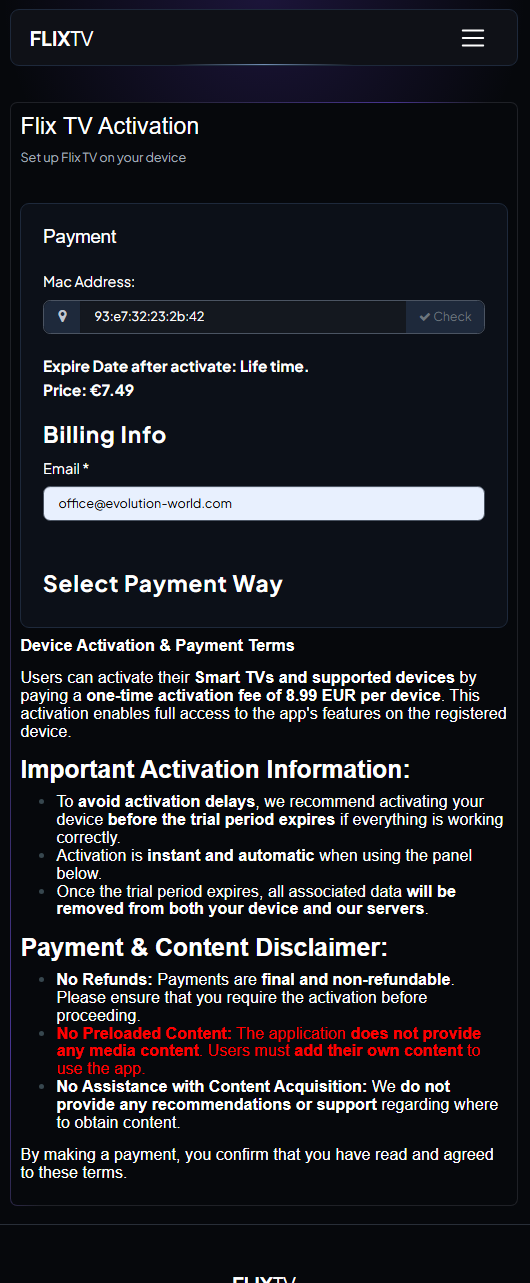 FLIXTV
Flix TV Activation
Set up Flix TV on your device
Payment
Mac Address:
93:e7:32:23:2b:42
Check
Expire Date after activate: Life time.
Price: €7.49
Billing Info
Email *
office@evolution-world.com
Select Payment Way
Device Activation & Payment Terms
Users can activate their Smart TVs and supported devices by
paying a one-time activation fee of 8.99 EUR per device. This
activation enables full access to the app's features on the registered
device.
Important Activation Information:
To avoid activation delays, we recommend activating your
device before the trial period expires if everything is working
correctly.
Activation is instant and automatic when using the panel
below.
Once the trial period expires, all associated data will be
removed from both your device and our servers.
Payment & Content Disclaimer:
No Refunds: Payments are final and non-refundable.
Please ensure that you require the activation before
proceeding.
No Preloaded Content: The application does not provide
any media content. Users must add their own content to
use the app.
No Assistance with Content Acquisition: We do not
provide any recommendations or support regarding where
to obtain content.
By making a payment, you confirm that you have read and agreed
to these terms.
FLIXTV